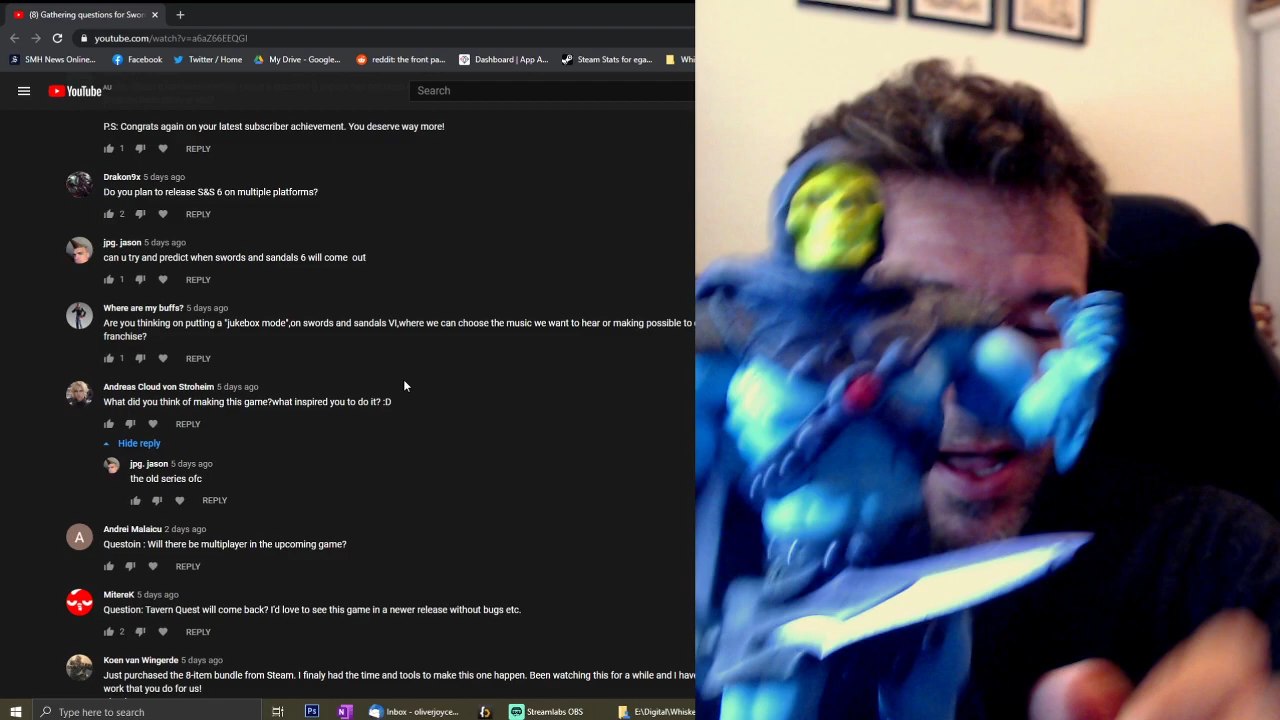 (8) Gathering questions for Swor
youtube.com/watch?v=a6aZ66EEQGI
SMH News Online...
Facebook
Twitter / Home
My Drive - Google...
reddit: the front pa...
Dashboard | App A...
Steam Stats for ega...
Whi
YouTube AU
Search
P.S: Congrats again on your latest subscriber achievement. You deserve way more!
1 REPLY
Drakon9x 5 days ago
Do you plan to release S&S 6 on multiple platforms?
2 REPLY
jpg. jason 5 days ago
can u try and predict when swords and sandals 6 will come out
1 REPLY
Where are my buffs? 5 days ago
Are you thinking on putting a "jukebox mode",on swords and sandals VI,where we can choose the music we want to hear or making possible to
franchise?
1 REPLY
Andreas Cloud von Stroheim 5 days ago
What did you think of making this game?what inspired you to do it? :D
REPLY
Hide reply
jpg. jason 5 days ago
the old series ofc
REPLY
A
Andrei Malaicu 2 days ago
Questoin : Will there be multiplayer in the upcoming game?
REPLY
MitereK 5 days ago
Question: Tavern Quest will come back? I'd love to see this game in a newer release without bugs etc.
2 REPLY
Koen van Wingerde 5 days ago
Just purchased the 8-item bundle from Steam. I finaly had the time and tools to make this one happen. Been watching this for a while and I have
work that you do for us!
Type here to search
Ps
N
Inbox - oliverjoyce...
Streamlabs OBS
E:\Digital\Whiske